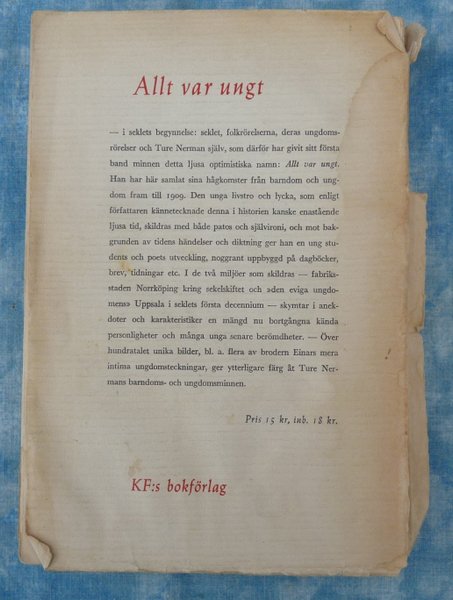 Allt var ungt
— i seklets begynnelse: seklet, folkrörelserna, deras ungdoms-
rörelser och Ture Nerman själv, som därför har givit sitt första
band minnen detta ljusa optimistiska namn: Allt var ungt.
Han har här samlat sina hågkomster från barndom och ung-
dom fram till 1909. Den unga livstro och lycka, som enligt
författaren kännetecknade denna i historien kanske enastående
ljusa tid, skildras med både patos och självironi, och mot bak-
grunden av tidens händelser och diktning ger han en ung stu-
dents och poets utveckling, noggrant uppbyggd på dagböcker,
brev, tidningar etc. I de två miljöer som skildras — fabriks-
staden Norrköping kring sekelskiftet och »den eviga ungdo-
mens» Uppsala i seklets första decennium — skymtar i anek-
doter och karakteristiker en mängd nu bortgångna kända
personligheter och många unga senare berömdheter. — Över
hundratalet unika bilder, bl. a. flera av brodern Einars mera
intima ungdomsteckningar, ger ytterligare färg åt Ture Ner-
mans barndoms- och ungdomsminnen.
Pris 15 kr, inb. 18 kr.
KF:s bokförlag